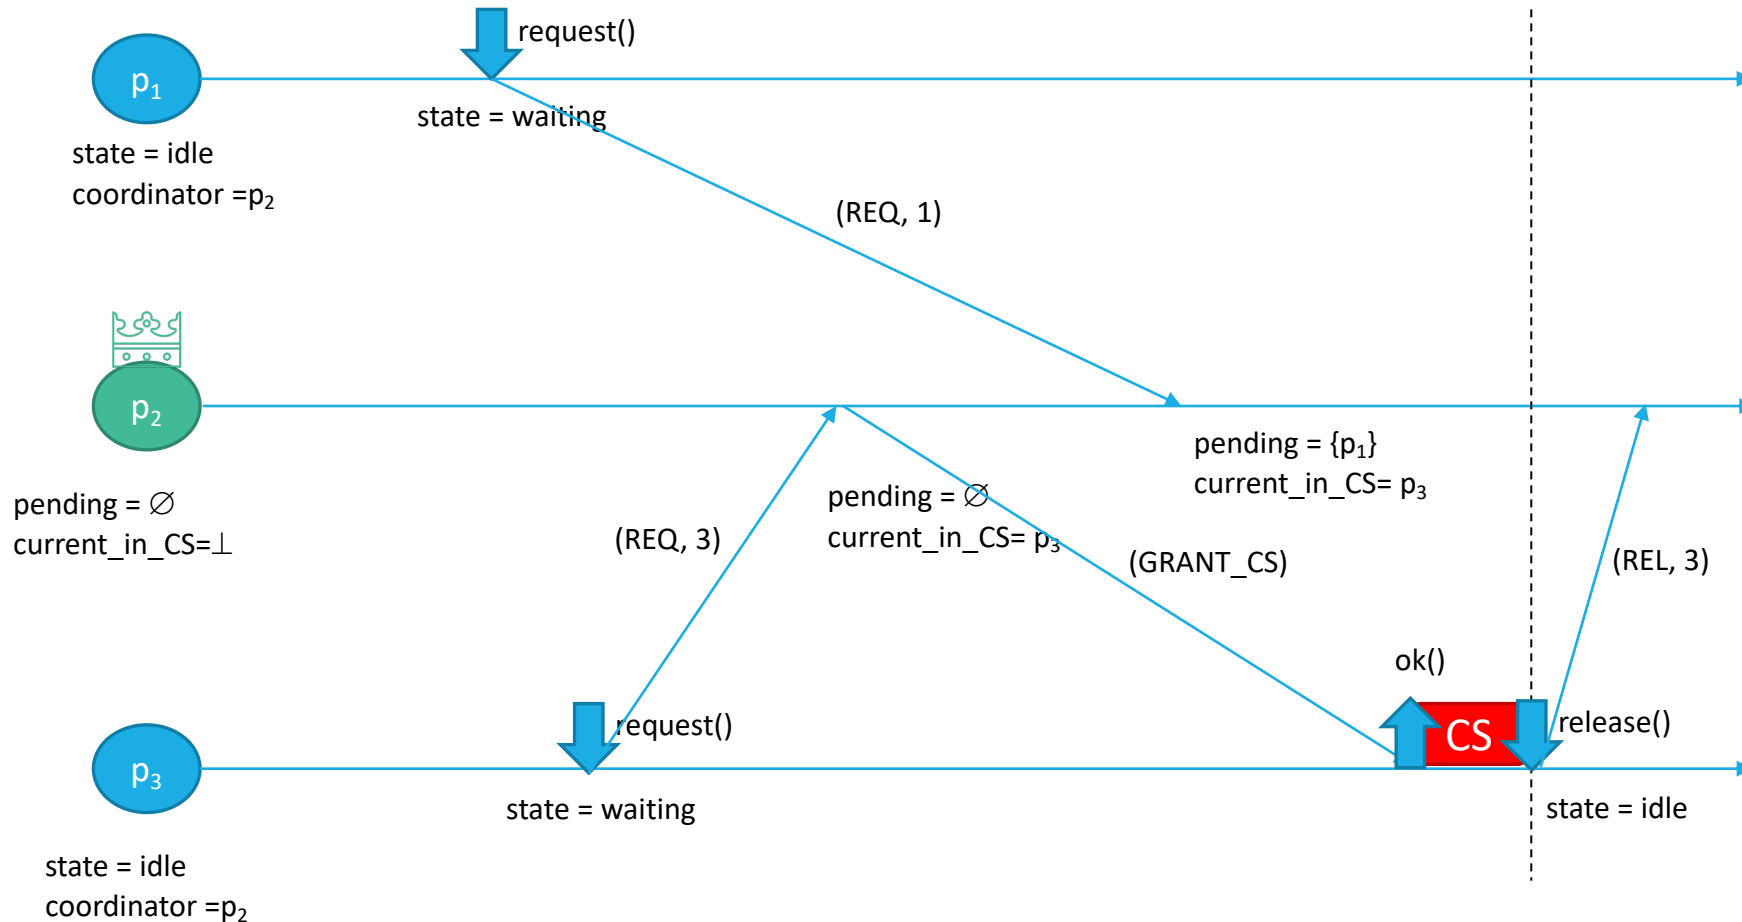 request()
p₁
state = waiting
state = idle
coordinator =p₂
(REQ, 1)
p₂
pending = {p₁}
current_in_CS= p₃
pending = ∅
current_in_CS=⊥
pending = ∅
current_in_CS= p₃
(REQ, 3)
(GRANT_CS)
(REL, 3)
ok()
request()
CS
release()
p₃
state = waiting
state = idle
state = idle
coordinator =p₂